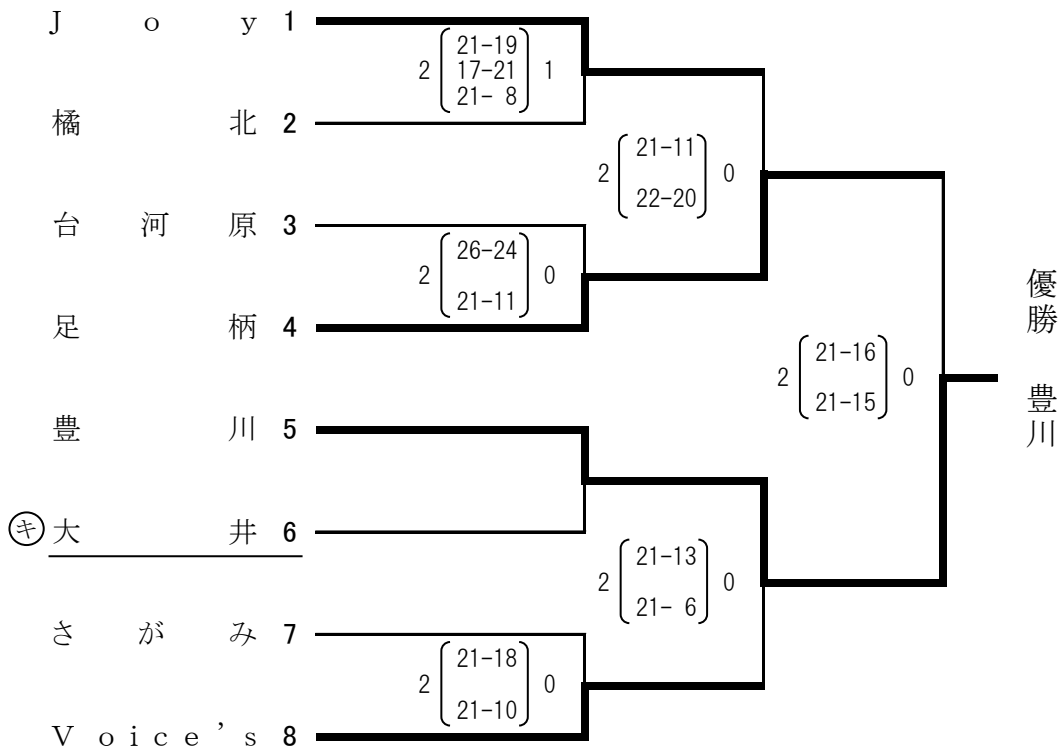 Joy 1
2 21-19 1
17-21
21- 8
橘北 2
2 21-11 0
22-20
台河原 3
2 26-24 0
21-11
足柄 4
2 21-16 0
21-15
優勝 豊川
豊川 5
キ 大井 6
2 21-13 0
21- 6
さがみ 7
2 21-18 0
21-10
Voice's 8